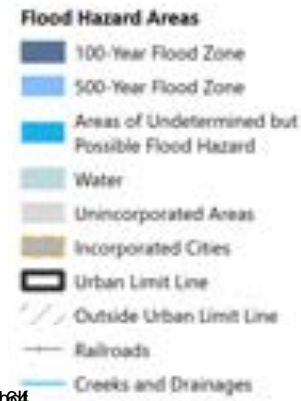 Flood Hazard Areas
100-Year Flood Zone
500-Year Flood Zone
Areas of Undetermined but
Possible Flood Hazard
Water
Unincorporated Areas
Incorporated Cities
Urban Limit Line
Outside Urban Limit Line
Railroads
Creeks and Drainages